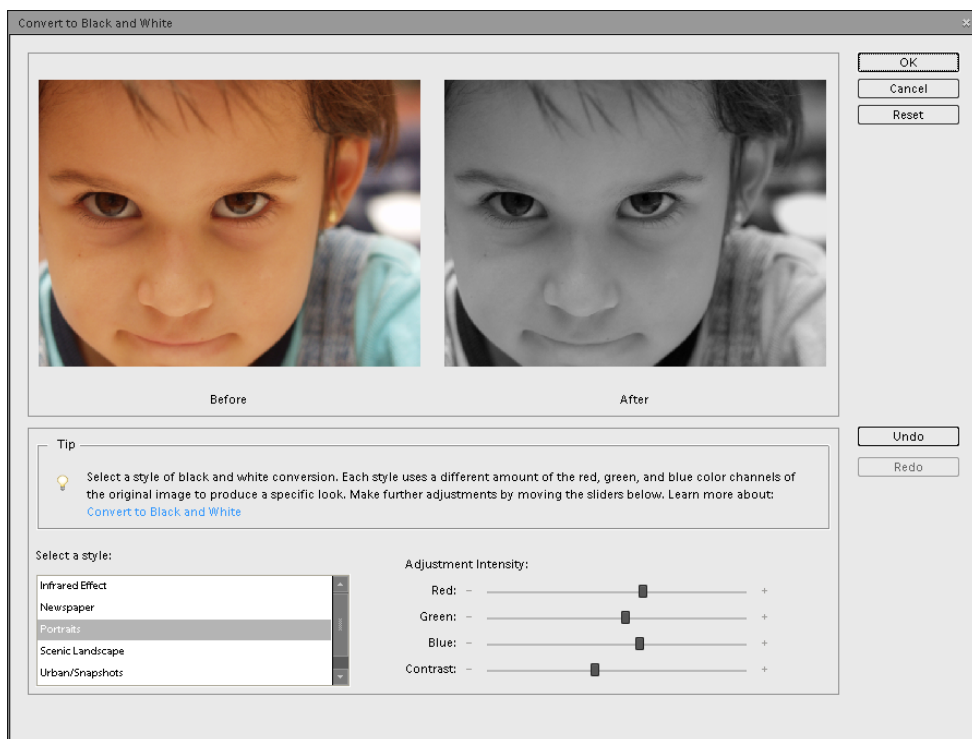 Convert to Black and White
OK
Cancel
Reset
Before
After
Undo
Redo
Tip
Select a style of black and white conversion. Each style uses a different amount of the red, green, and blue color channels of
the original image to produce a specific look. Make further adjustments by moving the sliders below. Learn more about:
Convert to Black and White
Select a style:
Infrared Effect
Newspaper
Portraits
Scenic Landscape
Urban/Snapshots
Adjustment Intensity:
Red: - +
Green: - +
Blue: - +
Contrast: - +